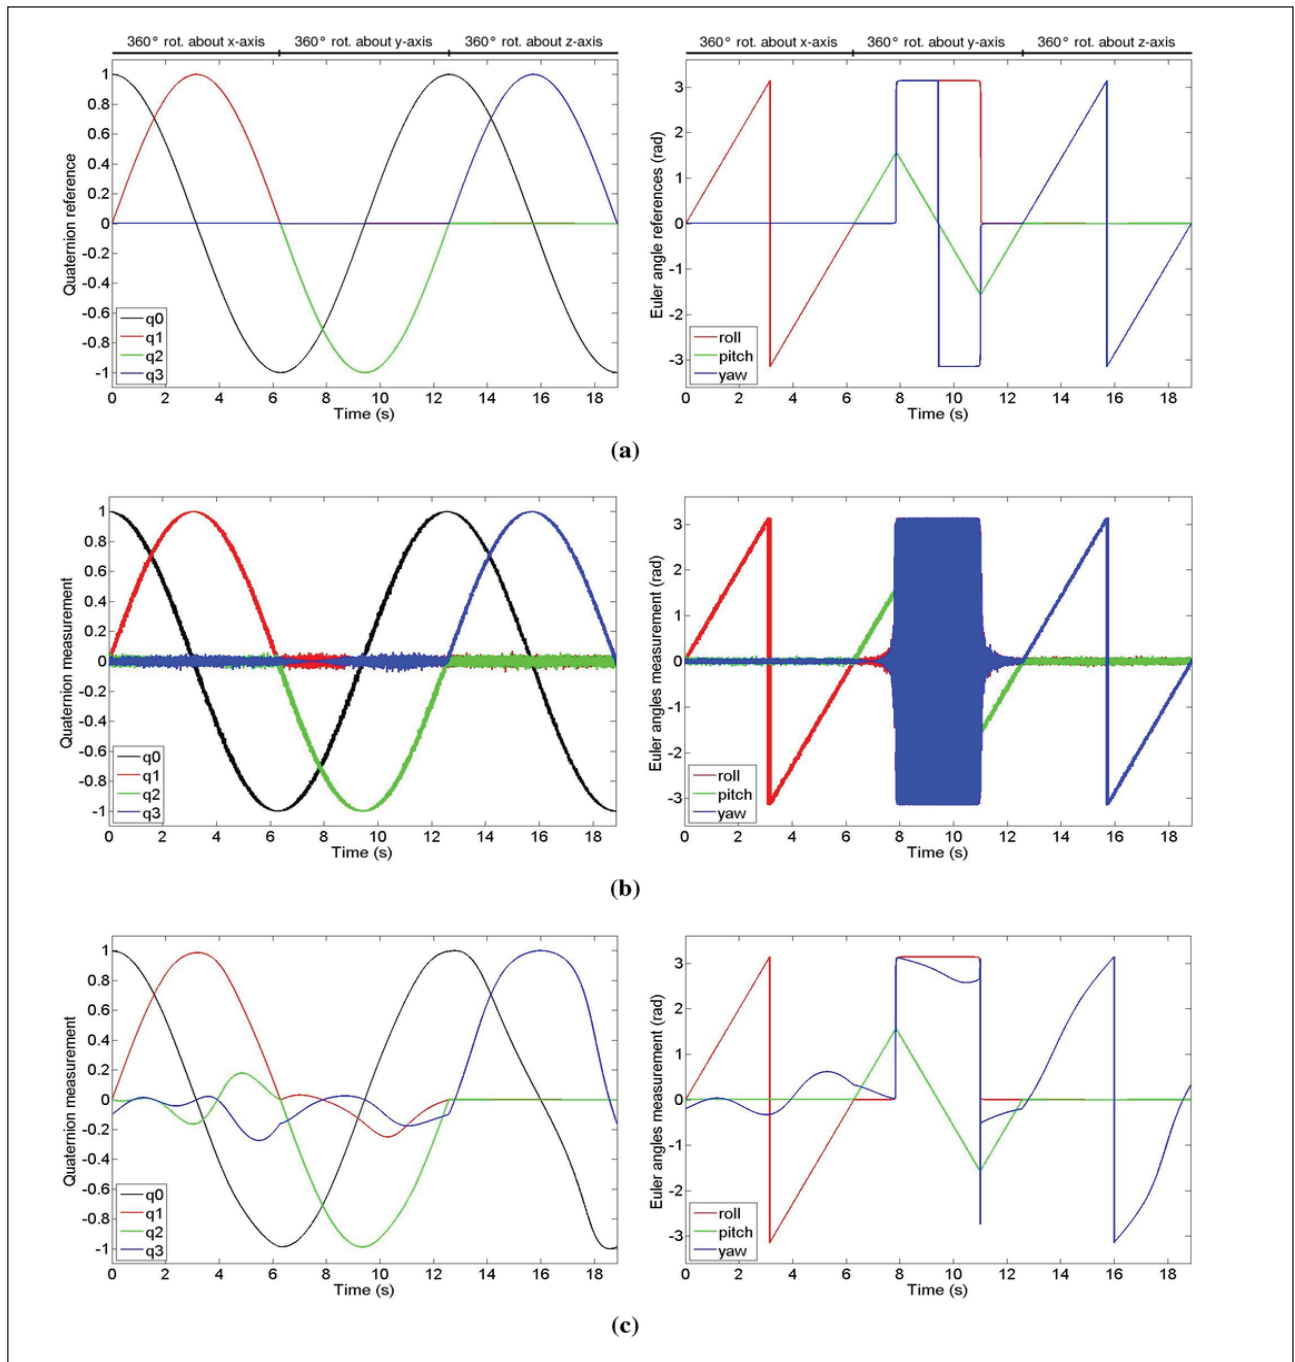 360° rot. about x-axis 360° rot. about y-axis 360° rot. about z-axis
1
0.8
0.6
0.4
0.2
0
-0.2
-0.4
-0.6
-0.8
-1
Quaternion reference
q0
q1
q2
q3
0 2 4 6 8 10 12 14 16 18
Time (s)
360° rot. about x-axis 360° rot. about y-axis 360° rot. about z-axis
3
2
1
0
-1
-2
-3
Euler angle references (rad)
roll
pitch
yaw
0 2 4 6 8 10 12 14 16 18
Time (s)
(a)
1
0.8
0.6
0.4
0.2
0
-0.2
-0.4
-0.6
-0.8
-1
Quaternion measurement
q0
q1
q2
q3
0 2 4 6 8 10 12 14 16 18
Time (s)
3
2
1
0
-1
-2
-3
Euler angles measurement (rad)
roll
pitch
yaw
0 2 4 6 8 10 12 14 16 18
Time (s)
(b)
1
0.8
0.6
0.4
0.2
0
-0.2
-0.4
-0.6
-0.8
-1
Quaternion measurement
q0
q1
q2
q3
0 2 4 6 8 10 12 14 16 18
Time (s)
3
2
1
0
-1
-2
-3
Euler angles measurement (rad)
roll
pitch
yaw
0 2 4 6 8 10 12 14 16 18
Time (s)
(c)